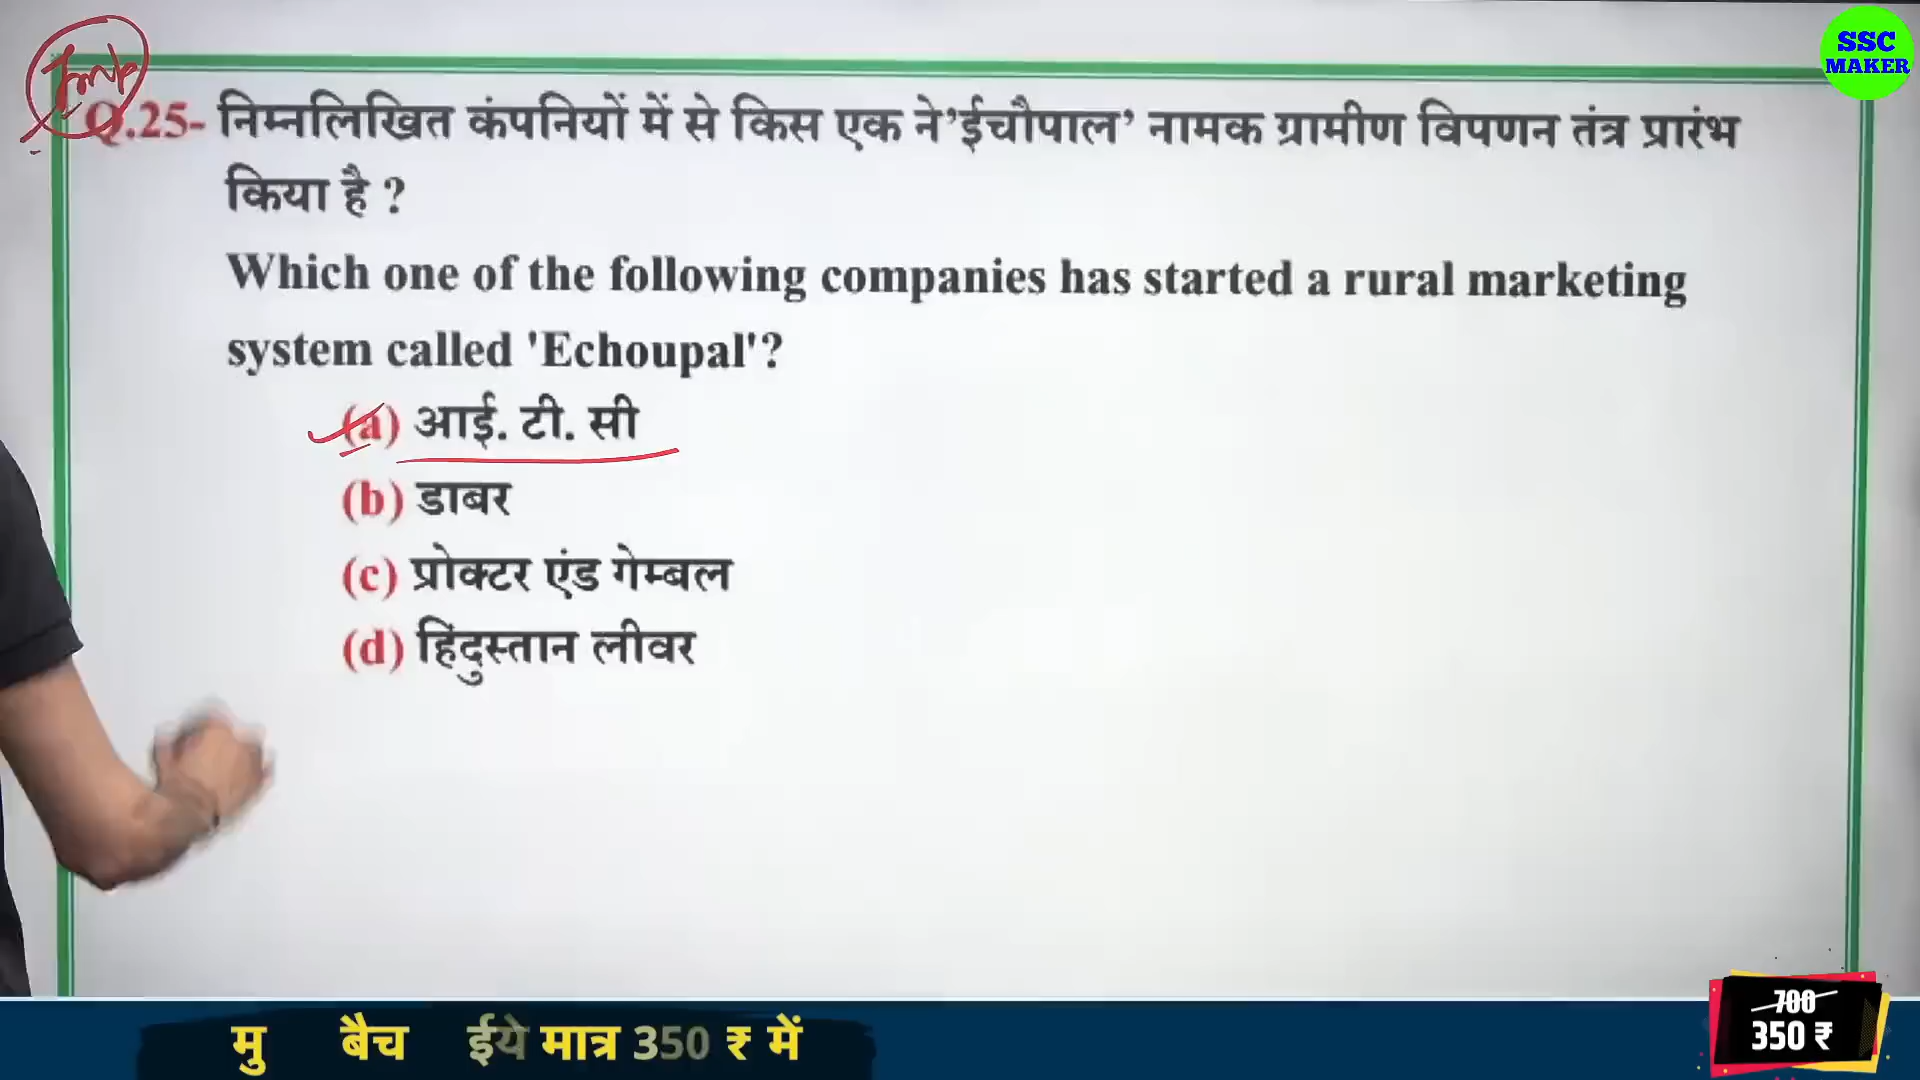 SSC
MAKER
Imp
Q.25- निम्नलिखित कंपनियों में से किस एक ने’ईचौपाल’ नामक ग्रामीण विपणन तंत्र प्रारंभ
किया है ?
Which one of the following companies has started a rural marketing
system called 'Echoupal'?
(a) आई. टी. सी
(b) डाबर
(c) प्रोक्टर एंड गेम्बल
(d) हिंदुस्तान लीवर
मु बैच ईये मात्र 350 ₹ में
700
350 ₹